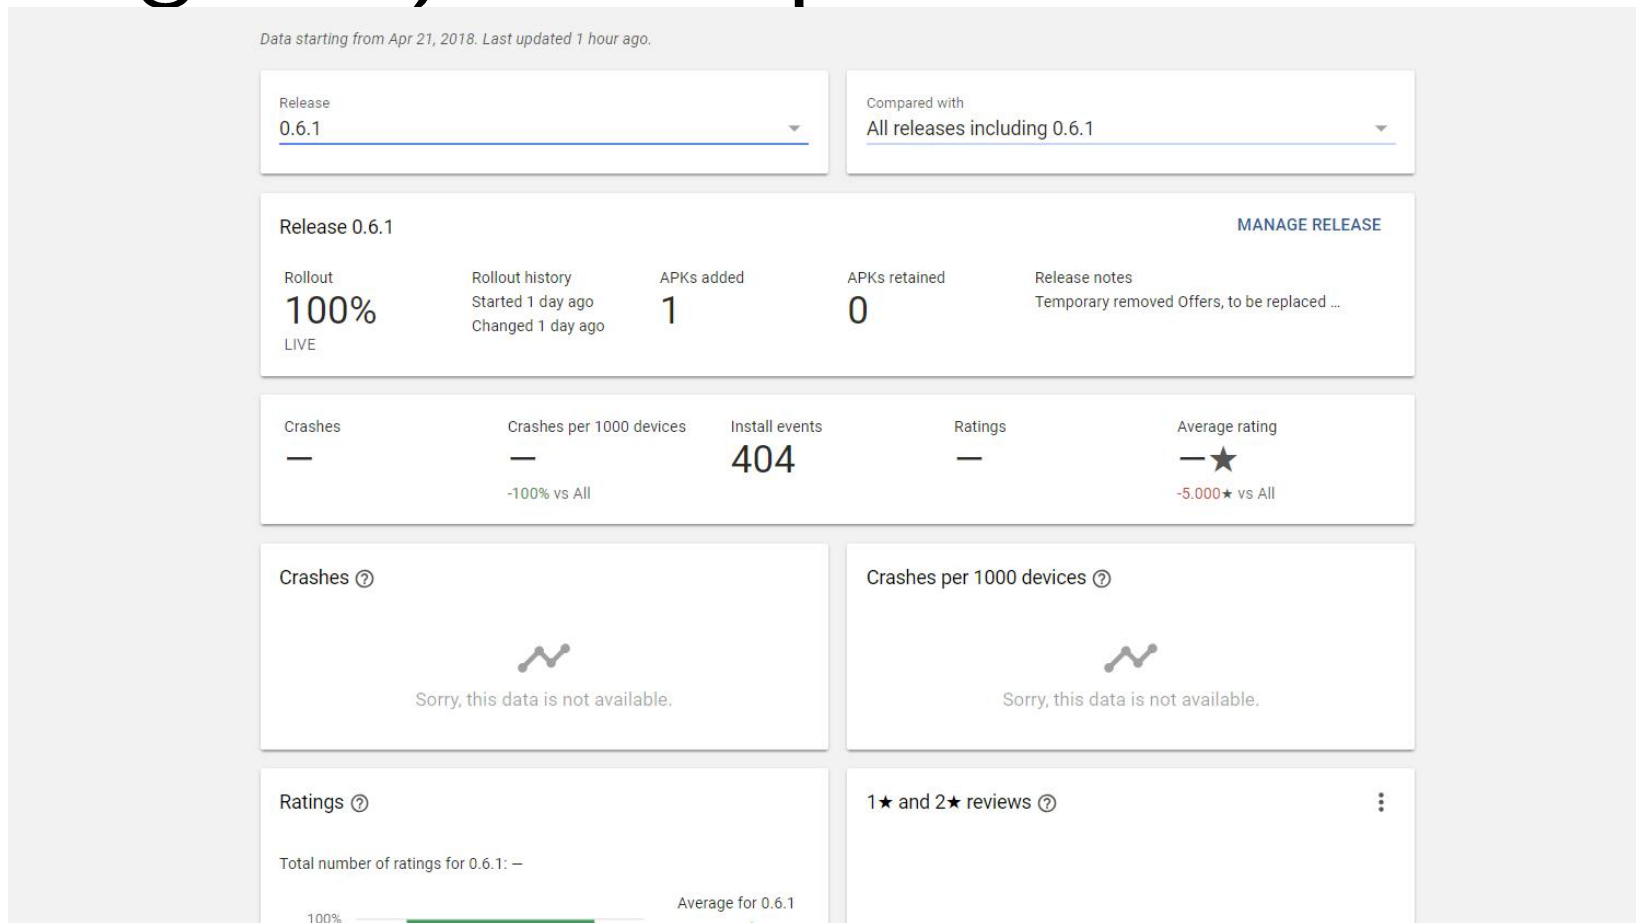 Data starting from Apr 21, 2018. Last updated 1 hour ago.
Release
0.6.1
Compared with
All releases including 0.6.1
Release 0.6.1
MANAGE RELEASE
Rollout
100%
LIVE
Rollout history
Started 1 day ago
Changed 1 day ago
APKs added
1
APKs retained
0
Release notes
Temporary removed Offers, to be replaced ...
Crashes
—
Crashes per 1000 devices
—
-100% vs All
Install events
404
Ratings
—
Average rating
—★
-5.000★ vs All
Crashes ?
Sorry, this data is not available.
Crashes per 1000 devices ?
Sorry, this data is not available.
Ratings ?
Total number of ratings for 0.6.1: —
Average for 0.6.1
100%
1★ and 2★ reviews ?